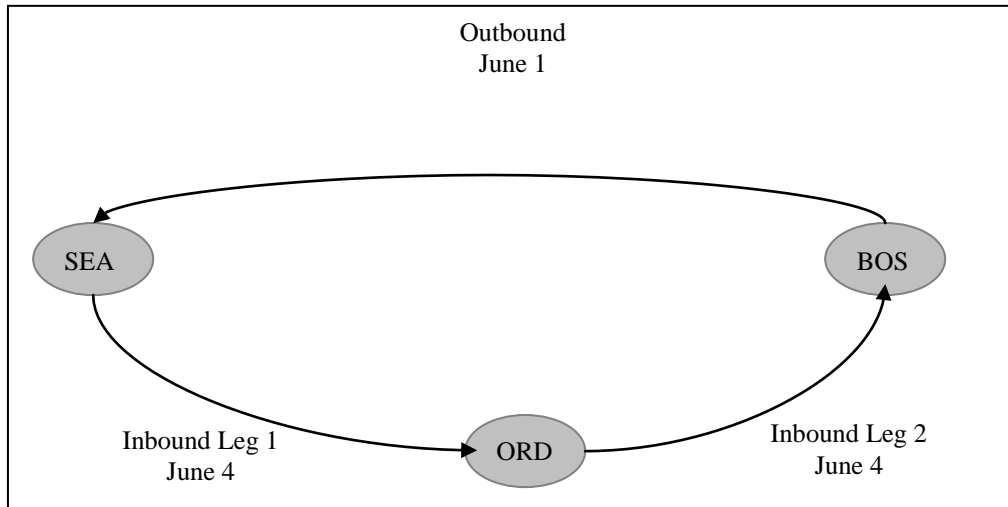 Outbound
June 1
SEA
BOS
Inbound Leg 1
June 4
ORD
Inbound Leg 2
June 4